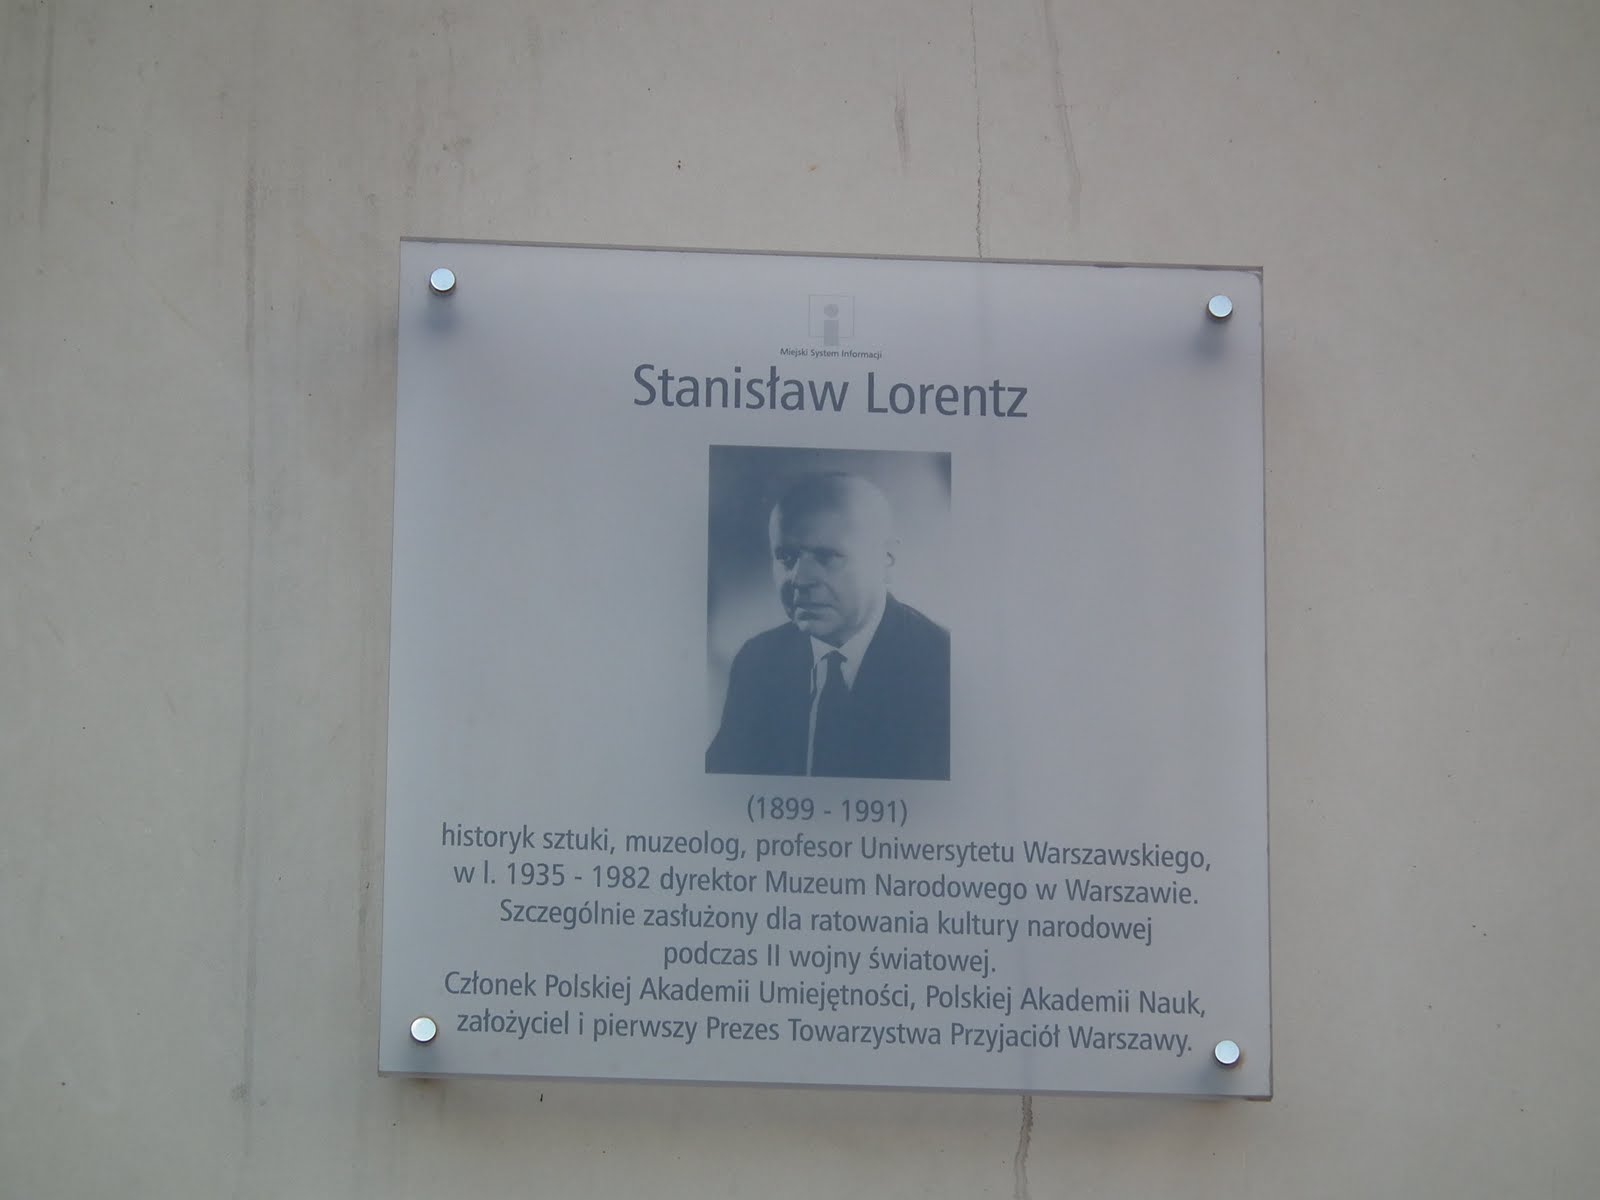 Miejski System Informacji
Stanisław Lorentz
(1899 - 1991)
historyk sztuki, muzeolog, profesor Uniwersytetu Warszawskiego,
w l. 1935 - 1982 dyrektor Muzeum Narodowego w Warszawie.
Szczególnie zasłużony dla ratowania kultury narodowej
podczas II wojny światowej.
Członek Polskiej Akademii Umiejętności, Polskiej Akademii Nauk,
założyciel i pierwszy Prezes Towarzystwa Przyjaciół Warszawy.